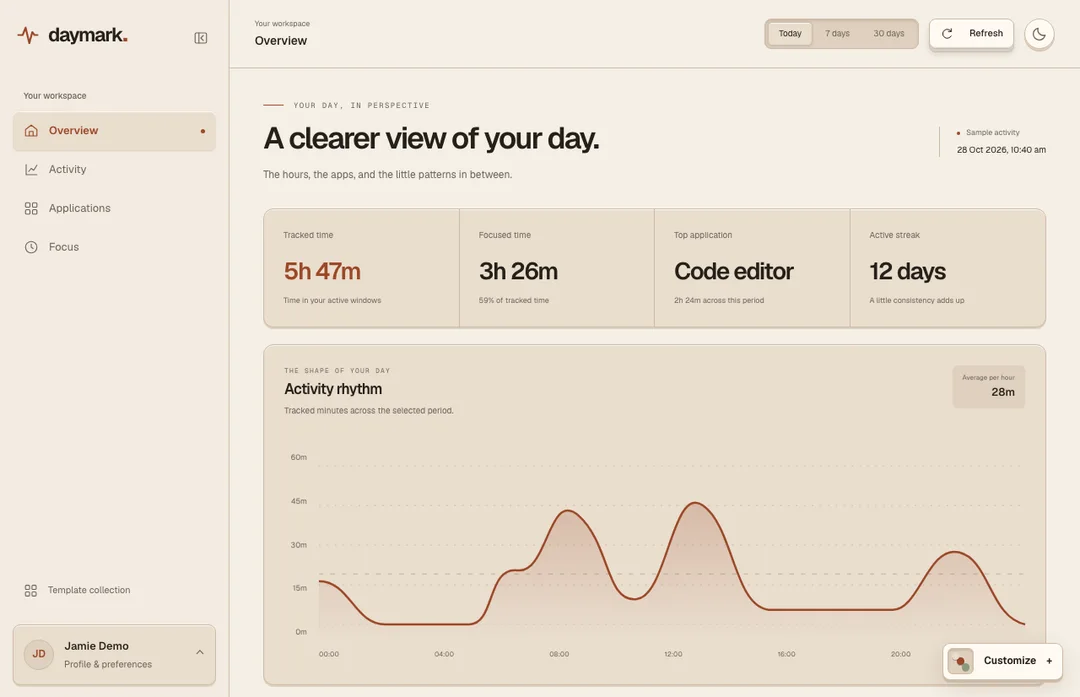 daymark.
Your workspace
Overview
Activity
Applications
Focus
Template collection
JD
Jamie Demo
Profile & preferences
Your workspace
Overview
Today
7 days
30 days
Refresh
YOUR DAY, IN PERSPECTIVE
A clearer view of your day.
The hours, the apps, and the little patterns in between.
Sample activity
28 Oct 2026, 10:40 am
Tracked time
5h 47m
Time in your active windows
Focused time
3h 26m
59% of tracked time
Top application
Code editor
2h 24m across this period
Active streak
12 days
A little consistency adds up
THE SHAPE OF YOUR DAY
Activity rhythm
Tracked minutes across the selected period.
Average per hour
28m
60m
45m
30m
15m
0m
00:00
04:00
08:00
12:00
16:00
20:00
Customize +